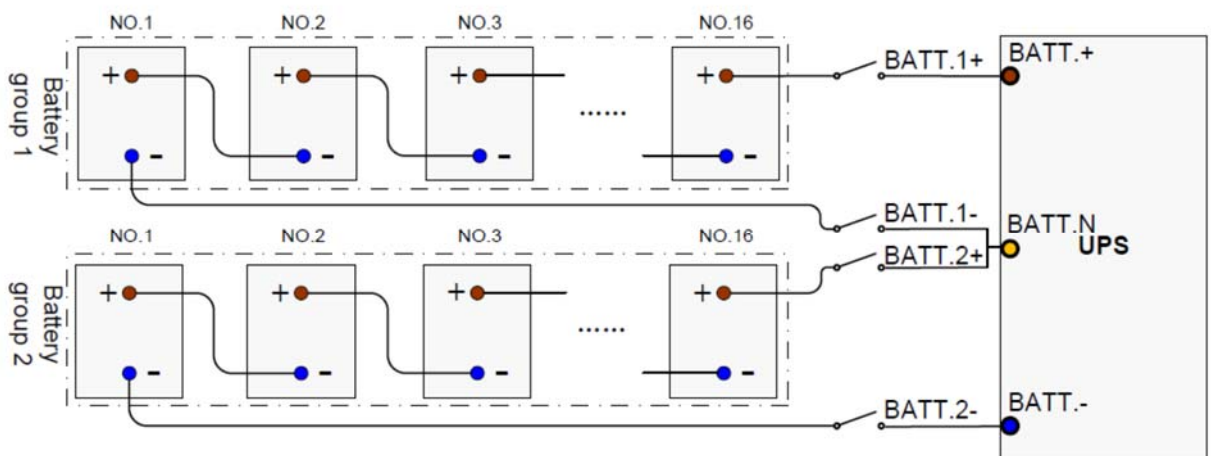 NO.1 NO.2 NO.3 NO.16
Battery
group 1
+ + + +
- - - -
......
BATT.1+
BATT.+
BATT.1-
BATT.N
UPS
BATT.2+
NO.1 NO.2 NO.3 NO.16
Battery
group 2
+ + + +
- - - -
......
BATT.2-
BATT.-